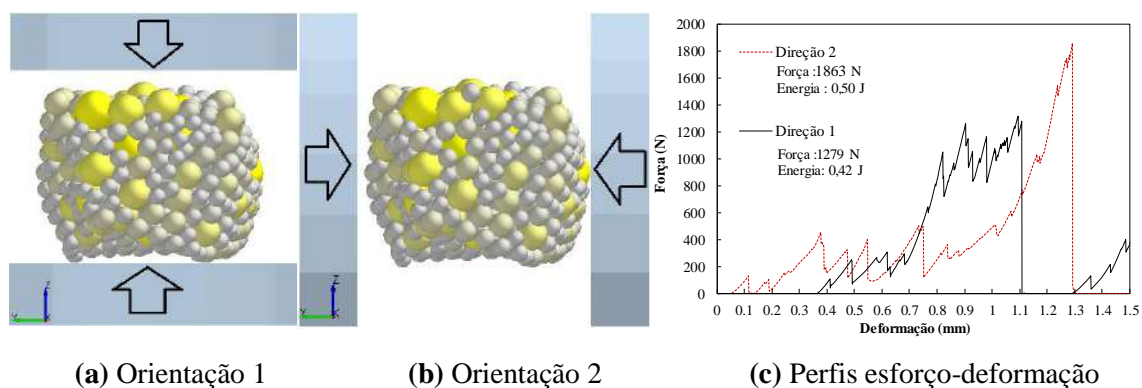 2000
1800
1600
1400
1200
1000
800
600
400
200
0
Força (N)
Direção 2
Força :1863 N
Energia : 0,50 J
Direção 1
Força :1279 N
Energia: 0,42 J
0 0.1 0.2 0.3 0.4 0.5 0.6 0.7 0.8 0.9 1 1.1 1.2 1.3 1.4 1.5
Deformação (mm)
Z
Y
X
Z
Y
X
(a) Orientação 1
(b) Orientação 2
(c) Perfis esforço-deformação